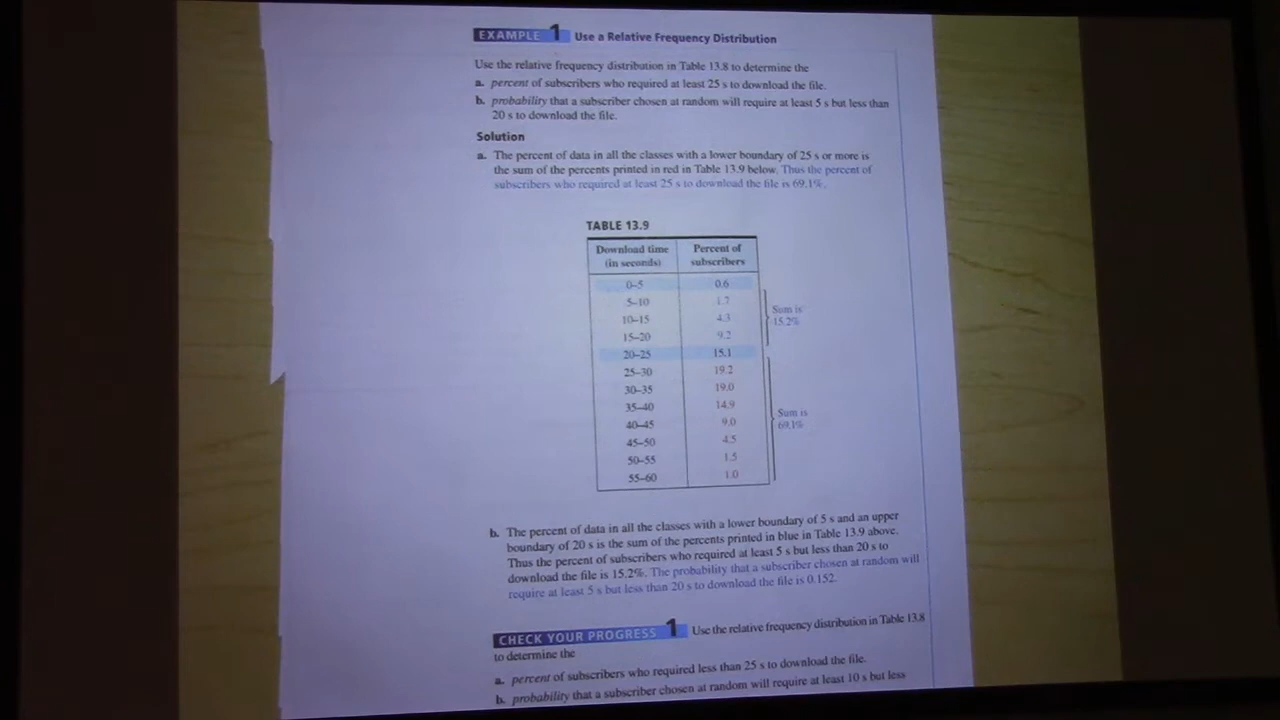 EXAMPLE 1 Use a Relative Frequency Distribution
Use the relative frequency distribution in Table 13.8 to determine the
a. percent of subscribers who required at least 25 s to download the file.
b. probability that a subscriber chosen at random will require at least 5 s but less than
20 s to download the file.
Solution
a. The percent of data in all the classes with a lower boundary of 25 s or more is
the sum of the percents printed in red in Table 13.9 below. Thus the percent of
subscribers who required at least 25 s to download the file is 69.1%.
TABLE 13.9
Download time Percent of
(in seconds) subscribers
0–5 0.6
5–10 1.7
10–15 4.3
15–20 9.2
20–25 15.1
25–30 19.2
30–35 19.0
35–40 14.9
40–45 9.0
45–50 4.5
50–55 1.5
55–60 1.0
Sum is
15.2%
Sum is
69.1%
b. The percent of data in all the classes with a lower boundary of 5 s and an upper
boundary of 20 s is the sum of the percents printed in blue in Table 13.9 above.
Thus the percent of subscribers who required at least 5 s but less than 20 s to
download the file is 15.2%. The probability that a subscriber chosen at random will
require at least 5 s but less than 20 s to download the file is 0.152.
CHECK YOUR PROGRESS 1 Use the relative frequency distribution in Table 13.8
to determine the
a. percent of subscribers who required less than 25 s to download the file.
b. probability that a subscriber chosen at random will require at least 10 s but less